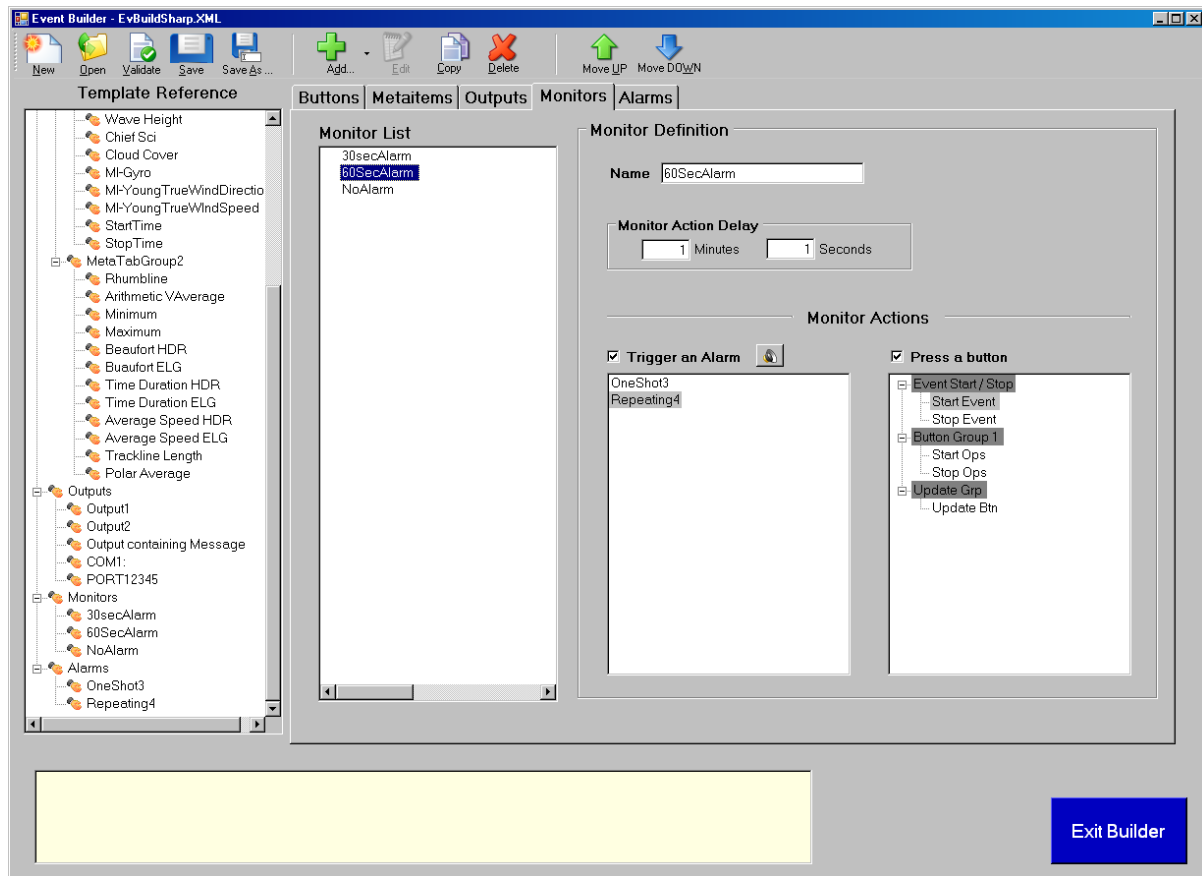 Event Builder - EvBuildSharp.XML
New Open Validate Save Save As ... Add... Edit Copy Delete Move UP Move DOWN
Template Reference
Wave Height
Chief Sci
Cloud Cover
MI-Gyro
MI-YoungTrueWindDirectio
MI-YoungTrueWIndSpeed
StartTime
StopTime
MetaTabGroup2
Rhumbline
Arithmetic VAverage
Minimum
Maximum
Beaufort HDR
Buaufort ELG
Time Duration HDR
Time Duration ELG
Average Speed HDR
Average Speed ELG
Trackline Length
Polar Average
Outputs
Output1
Output2
Output containing Message
COM1:
PORT12345
Monitors
30secAlarm
60SecAlarm
NoAlarm
Alarms
OneShot3
Repeating4
Buttons Metaitems Outputs Monitors Alarms
Monitor List
30secAlarm
60SecAlarm
NoAlarm
Monitor Definition
Name 60SecAlarm
Monitor Action Delay
1 Minutes 1 Seconds
Monitor Actions
Trigger an Alarm
OneShot3
Repeating4
Press a button
Event Start / Stop
Start Event
Stop Event
Button Group 1
Start Ops
Stop Ops
Update Grp
Update Btn
Exit Builder